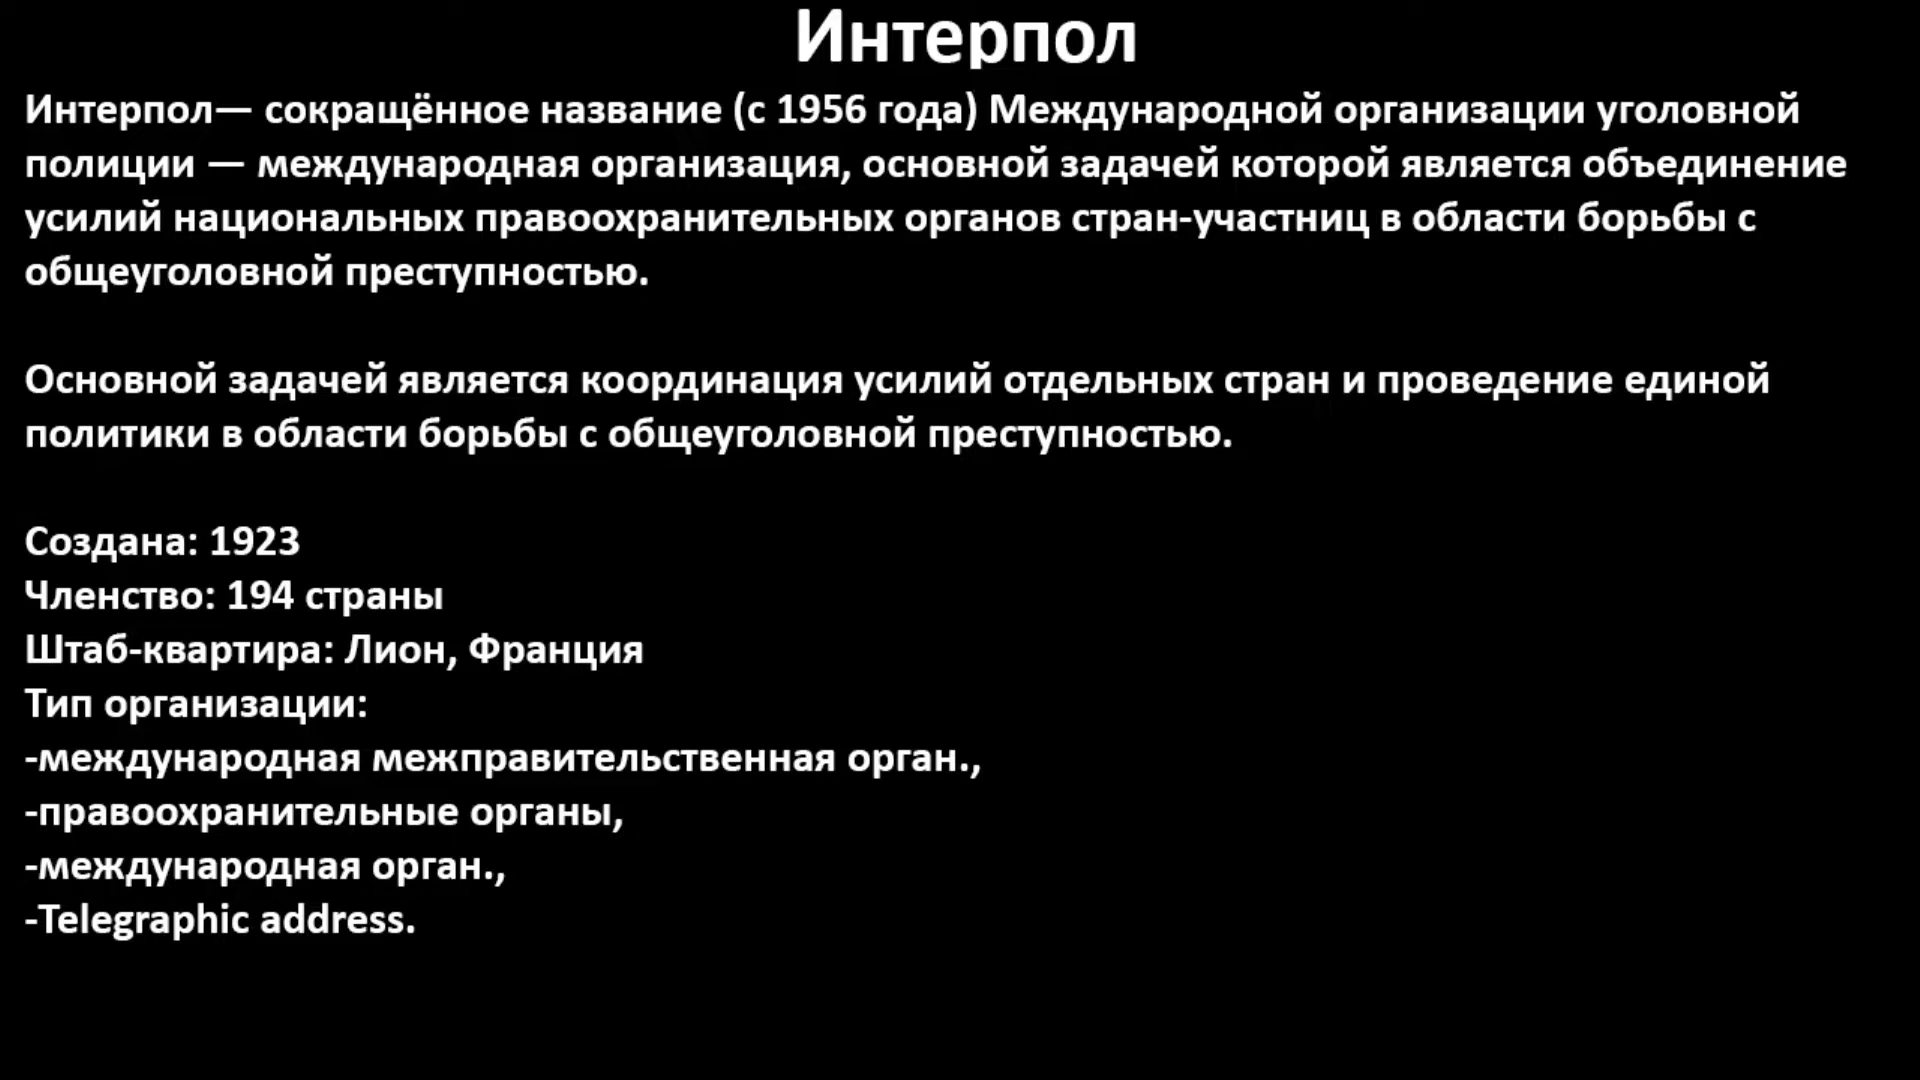 Интерпол
Интерпол— сокращённое название (с 1956 года) Международной организации уголовной
полиции — международная организация, основной задачей которой является объединение
усилий национальных правоохранительных органов стран-участниц в области борьбы с
общеуголовной преступностью.
Основной задачей является координация усилий отдельных стран и проведение единой
политики в области борьбы с общеуголовной преступностью.
Создана: 1923
Членство: 194 страны
Штаб-квартира: Лион, Франция
Тип организации:
-международная межправительственная орган.,
-правоохранительные органы,
-международная орган.,
-Telegraphic address.